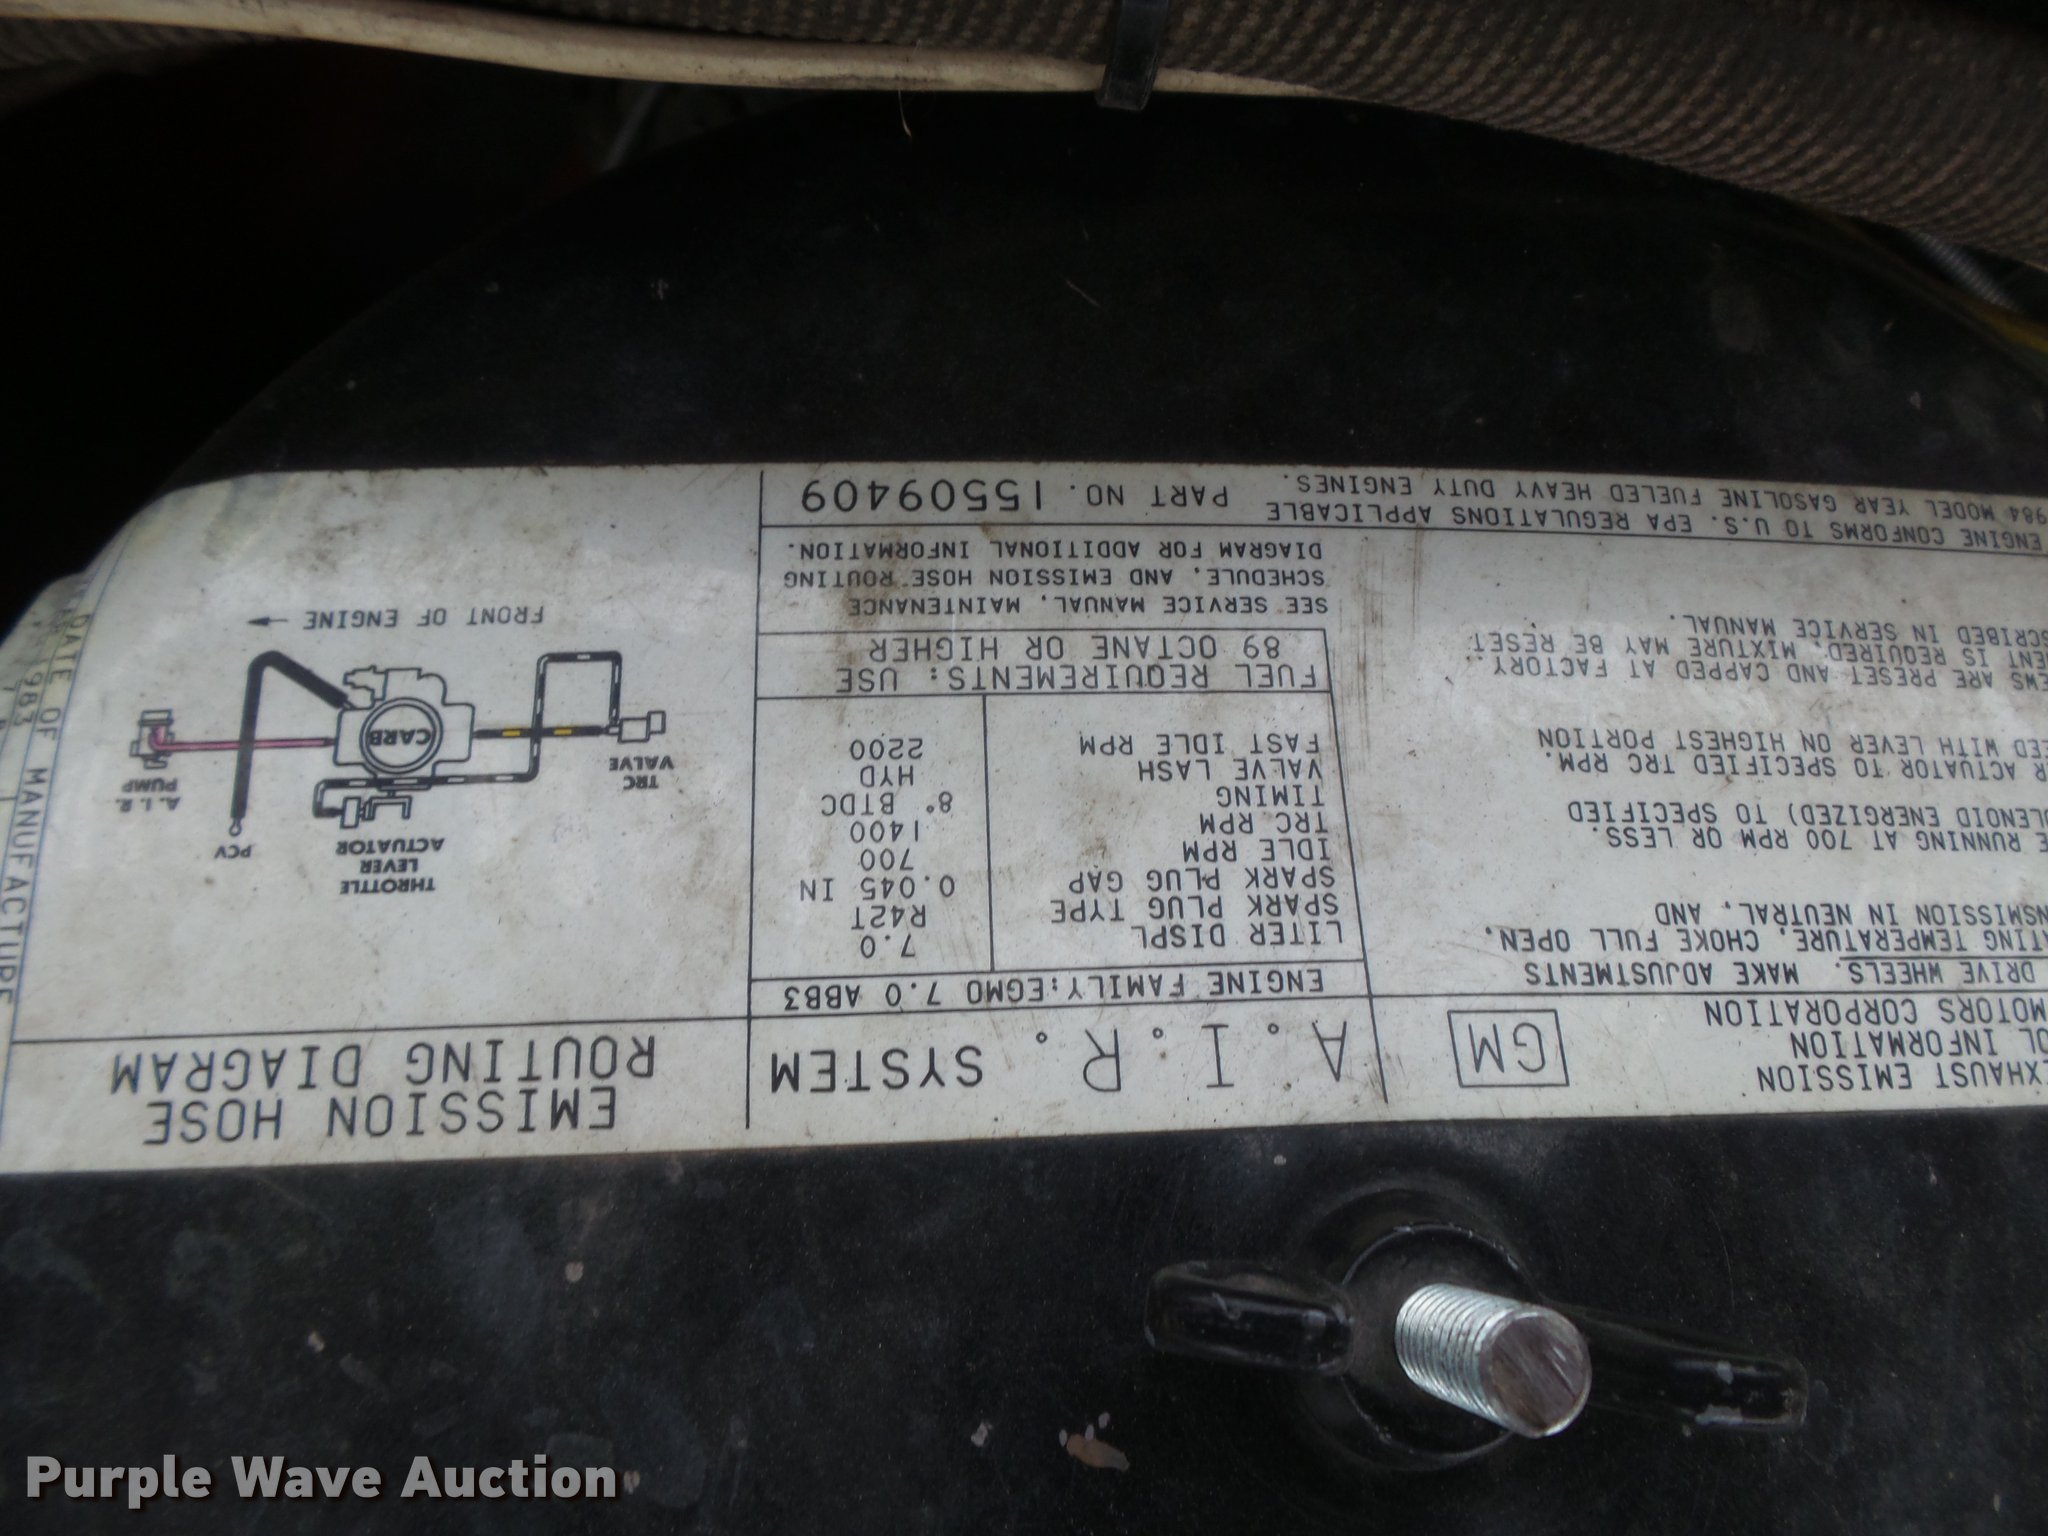 EXHAUST EMISSION
OL INFORMATION
MOTORS CORPORATION
GM
DRIVE WHEELS. MAKE ADJUSTMENTS
ATING TEMPERATURE, CHOKE FULL OPEN,
NSMISSION IN NEUTRAL, AND
E RUNNING AT 700 RPM OR LESS.
LENOID ENERGIZED) TO SPECIFIED
R ACTUATOR TO SPECIFIED TRC RPM.
EED WITH LEVER ON HIGHEST PORTION
EWS ARE PRESET AND CAPPED AT FACTORY.
ENT IS REQUIRED, MIXTURE MAY BE RESET
SCRIBED IN SERVICE MANUAL.
ENGINE CONFORMS TO U.S. EPA REGULATIONS APPLICABLE
984 MODEL YEAR GASOLINE FUELED HEAVY DUTY ENGINES.
PART NO. 15509409
A.I.R. SYSTEM
ENGINE FAMILY:EGM0 7.0 ABB3
LITER DISPL 7.0
SPARK PLUG TYPE R42T
SPARK PLUG GAP 0.045 IN
IDLE RPM 700
TRC RPM 1400
TIMING 8° BTDC
VALVE LASH HYD
FAST IDLE RPM 2200
FUEL REQUIREMENTS: USE
89 OCTANE OR HIGHER
SEE SERVICE MANUAL, MAINTENANCE
SCHEDULE, AND EMISSION HOSE ROUTING
DIAGRAM FOR ADDITIONAL INFORMATION.
EMISSION HOSE
ROUTING DIAGRAM
THROTTLE
LEVER
ACTUATOR
PCV
TRC
VALVE
A.I.R.
PUMP
CARB
FRONT OF ENGINE
DATE OF MANUFACTURE
1983
Purple Wave Auction